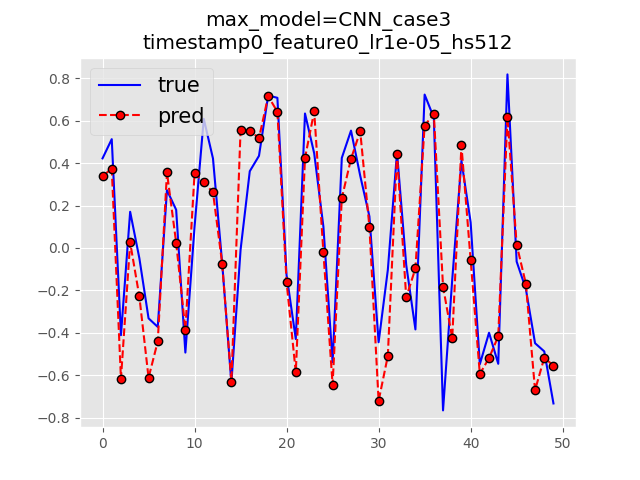 max_model=CNN_case3
timestamp0_feature0_lr1e-05_hs512
true
pred
0.8
0.6
0.4
0.2
0.0
−0.2
−0.4
−0.6
−0.8
0 10 20 30 40 50